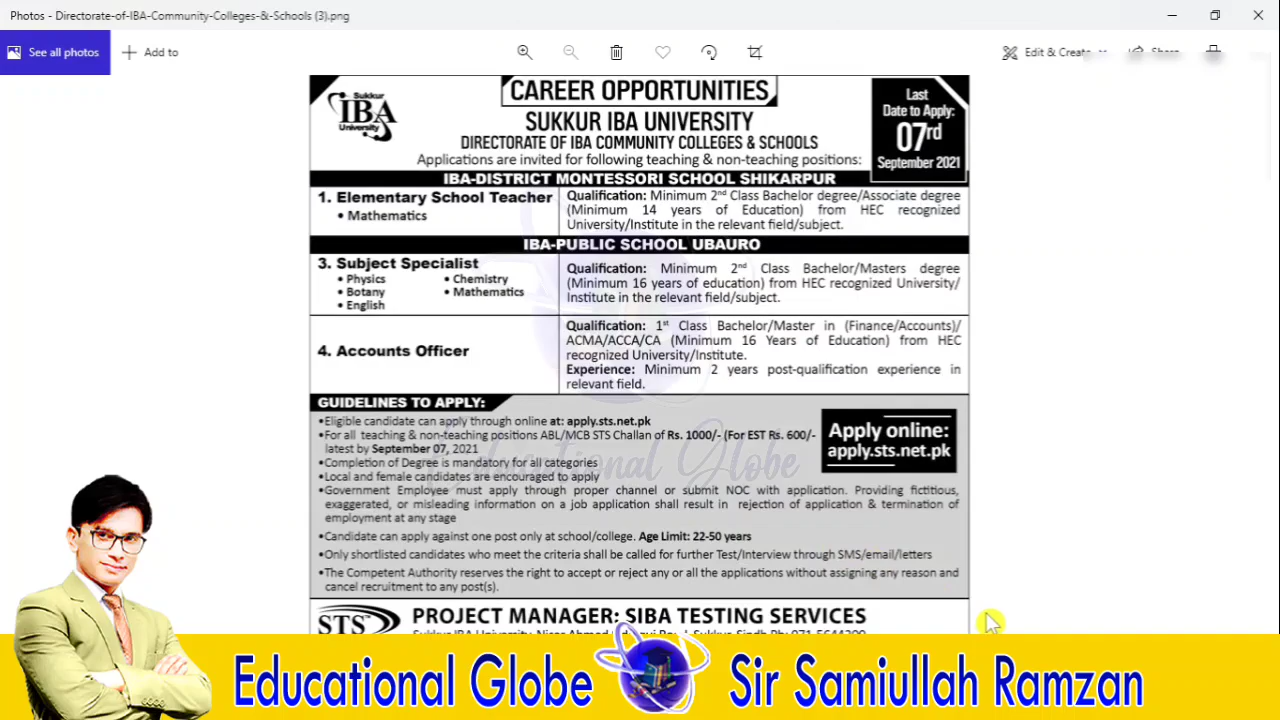 Photos - Directorate-of-IBA-Community-Colleges-&-Schools (3).png
See all photos
Add to
Edit & Create
Share
Sukkur
IBA
University
CAREER OPPORTUNITIES
SUKKUR IBA UNIVERSITY
DIRECTORATE OF IBA COMMUNITY COLLEGES & SCHOOLS
Applications are invited for following teaching & non-teaching positions:
Last
Date to Apply:
07rd
September 2021
IBA-DISTRICT MONTESSORI SCHOOL SHIKARPUR
1. Elementary School Teacher
• Mathematics
Qualification: Minimum 2nd Class Bachelor degree/Associate degree
(Minimum 14 years of Education) from HEC recognized
University/Institute in the relevant field/subject.
IBA-PUBLIC SCHOOL UBAURO
3. Subject Specialist
• Physics • Chemistry
• Botany • Mathematics
• English
Qualification: Minimum 2nd Class Bachelor/Masters degree
(Minimum 16 years of education) from HEC recognized University/
Institute in the relevant field/subject.
4. Accounts Officer
Qualification: 1st Class Bachelor/Master in (Finance/Accounts)/
ACMA/ACCA/CA (Minimum 16 Years of Education) from HEC
recognized University/Institute.
Experience: Minimum 2 years post-qualification experience in
relevant field.
GUIDELINES TO APPLY:
•Eligible candidate can apply through online at: apply.sts.net.pk
•For all teaching & non-teaching positions ABL/MCB STS Challan of Rs. 1000/- (For EST Rs. 600/-
latest by September 07, 2021
•Completion of Degree is mandatory for all categories
•Local and female candidates are encouraged to apply
•Government Employee must apply through proper channel or submit NOC with application. Providing fictitious,
exaggerated, or misleading information on a job application shall result in rejection of application & termination of
employment at any stage
•Candidate can apply against one post only at school/college. Age Limit: 22-50 years
•Only shortlisted candidates who meet the criteria shall be called for further Test/Interview through SMS/email/letters
•The Competent Authority reserves the right to accept or reject any or all the applications without assigning any reason and
cancel recruitment to any post(s).
Apply online:
apply.sts.net.pk
Educational Globe
STS
PROJECT MANAGER: SIBA TESTING SERVICES
Educational Globe Sir Samiullah Ramzan